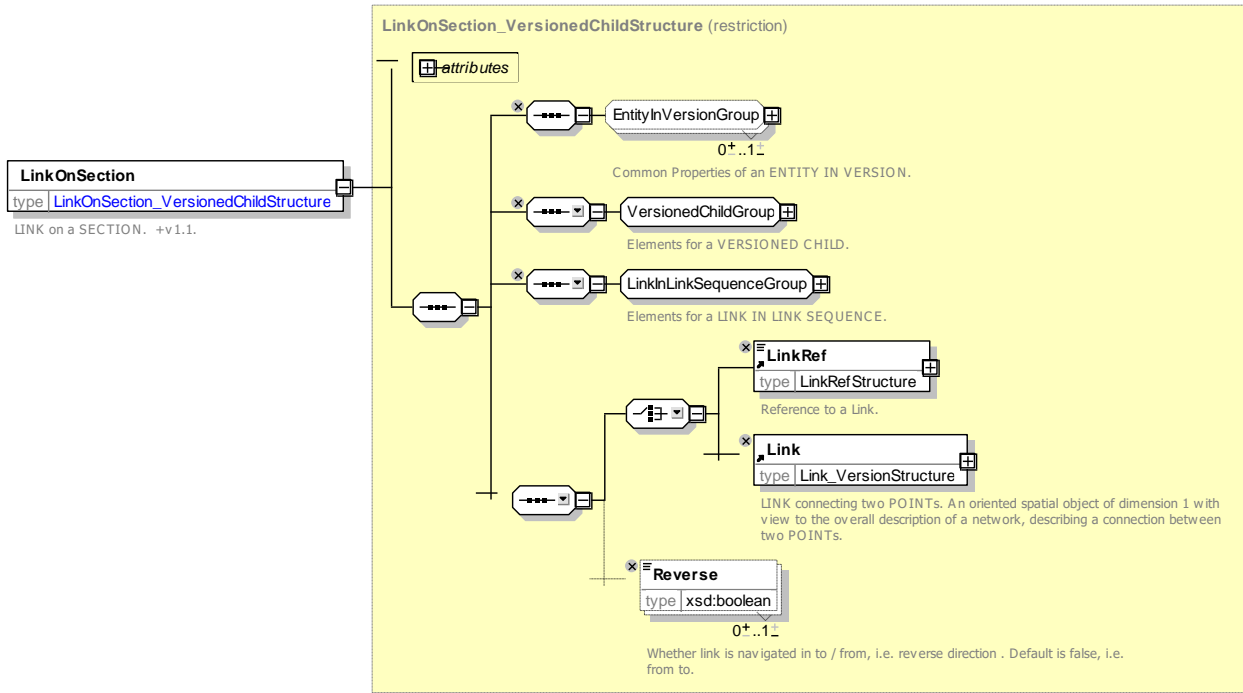 LinkOnSection_VersionedChildStructure (restriction)
attributes
EntityInVersionGroup
0..1
Common Properties of an ENTITY IN VERSION.
LinkOnSection
type LinkOnSection_VersionedChildStructure
LINK on a SECTION. +v1.1.
VersionedChildGroup
Elements for a VERSIONED CHILD.
LinkInLinkSequenceGroup
Elements for a LINK IN LINK SEQUENCE.
LinkRef
type LinkRefStructure
Reference to a Link.
Link
type Link_VersionStructure
LINK connecting two POINTs. An oriented spatial object of dimension 1 with
view to the overall description of a network, describing a connection between
two POINTs.
Reverse
type xsd:boolean
0..1
Whether link is navigated in to / from, i.e. reverse direction . Default is false, i.e.
from to.